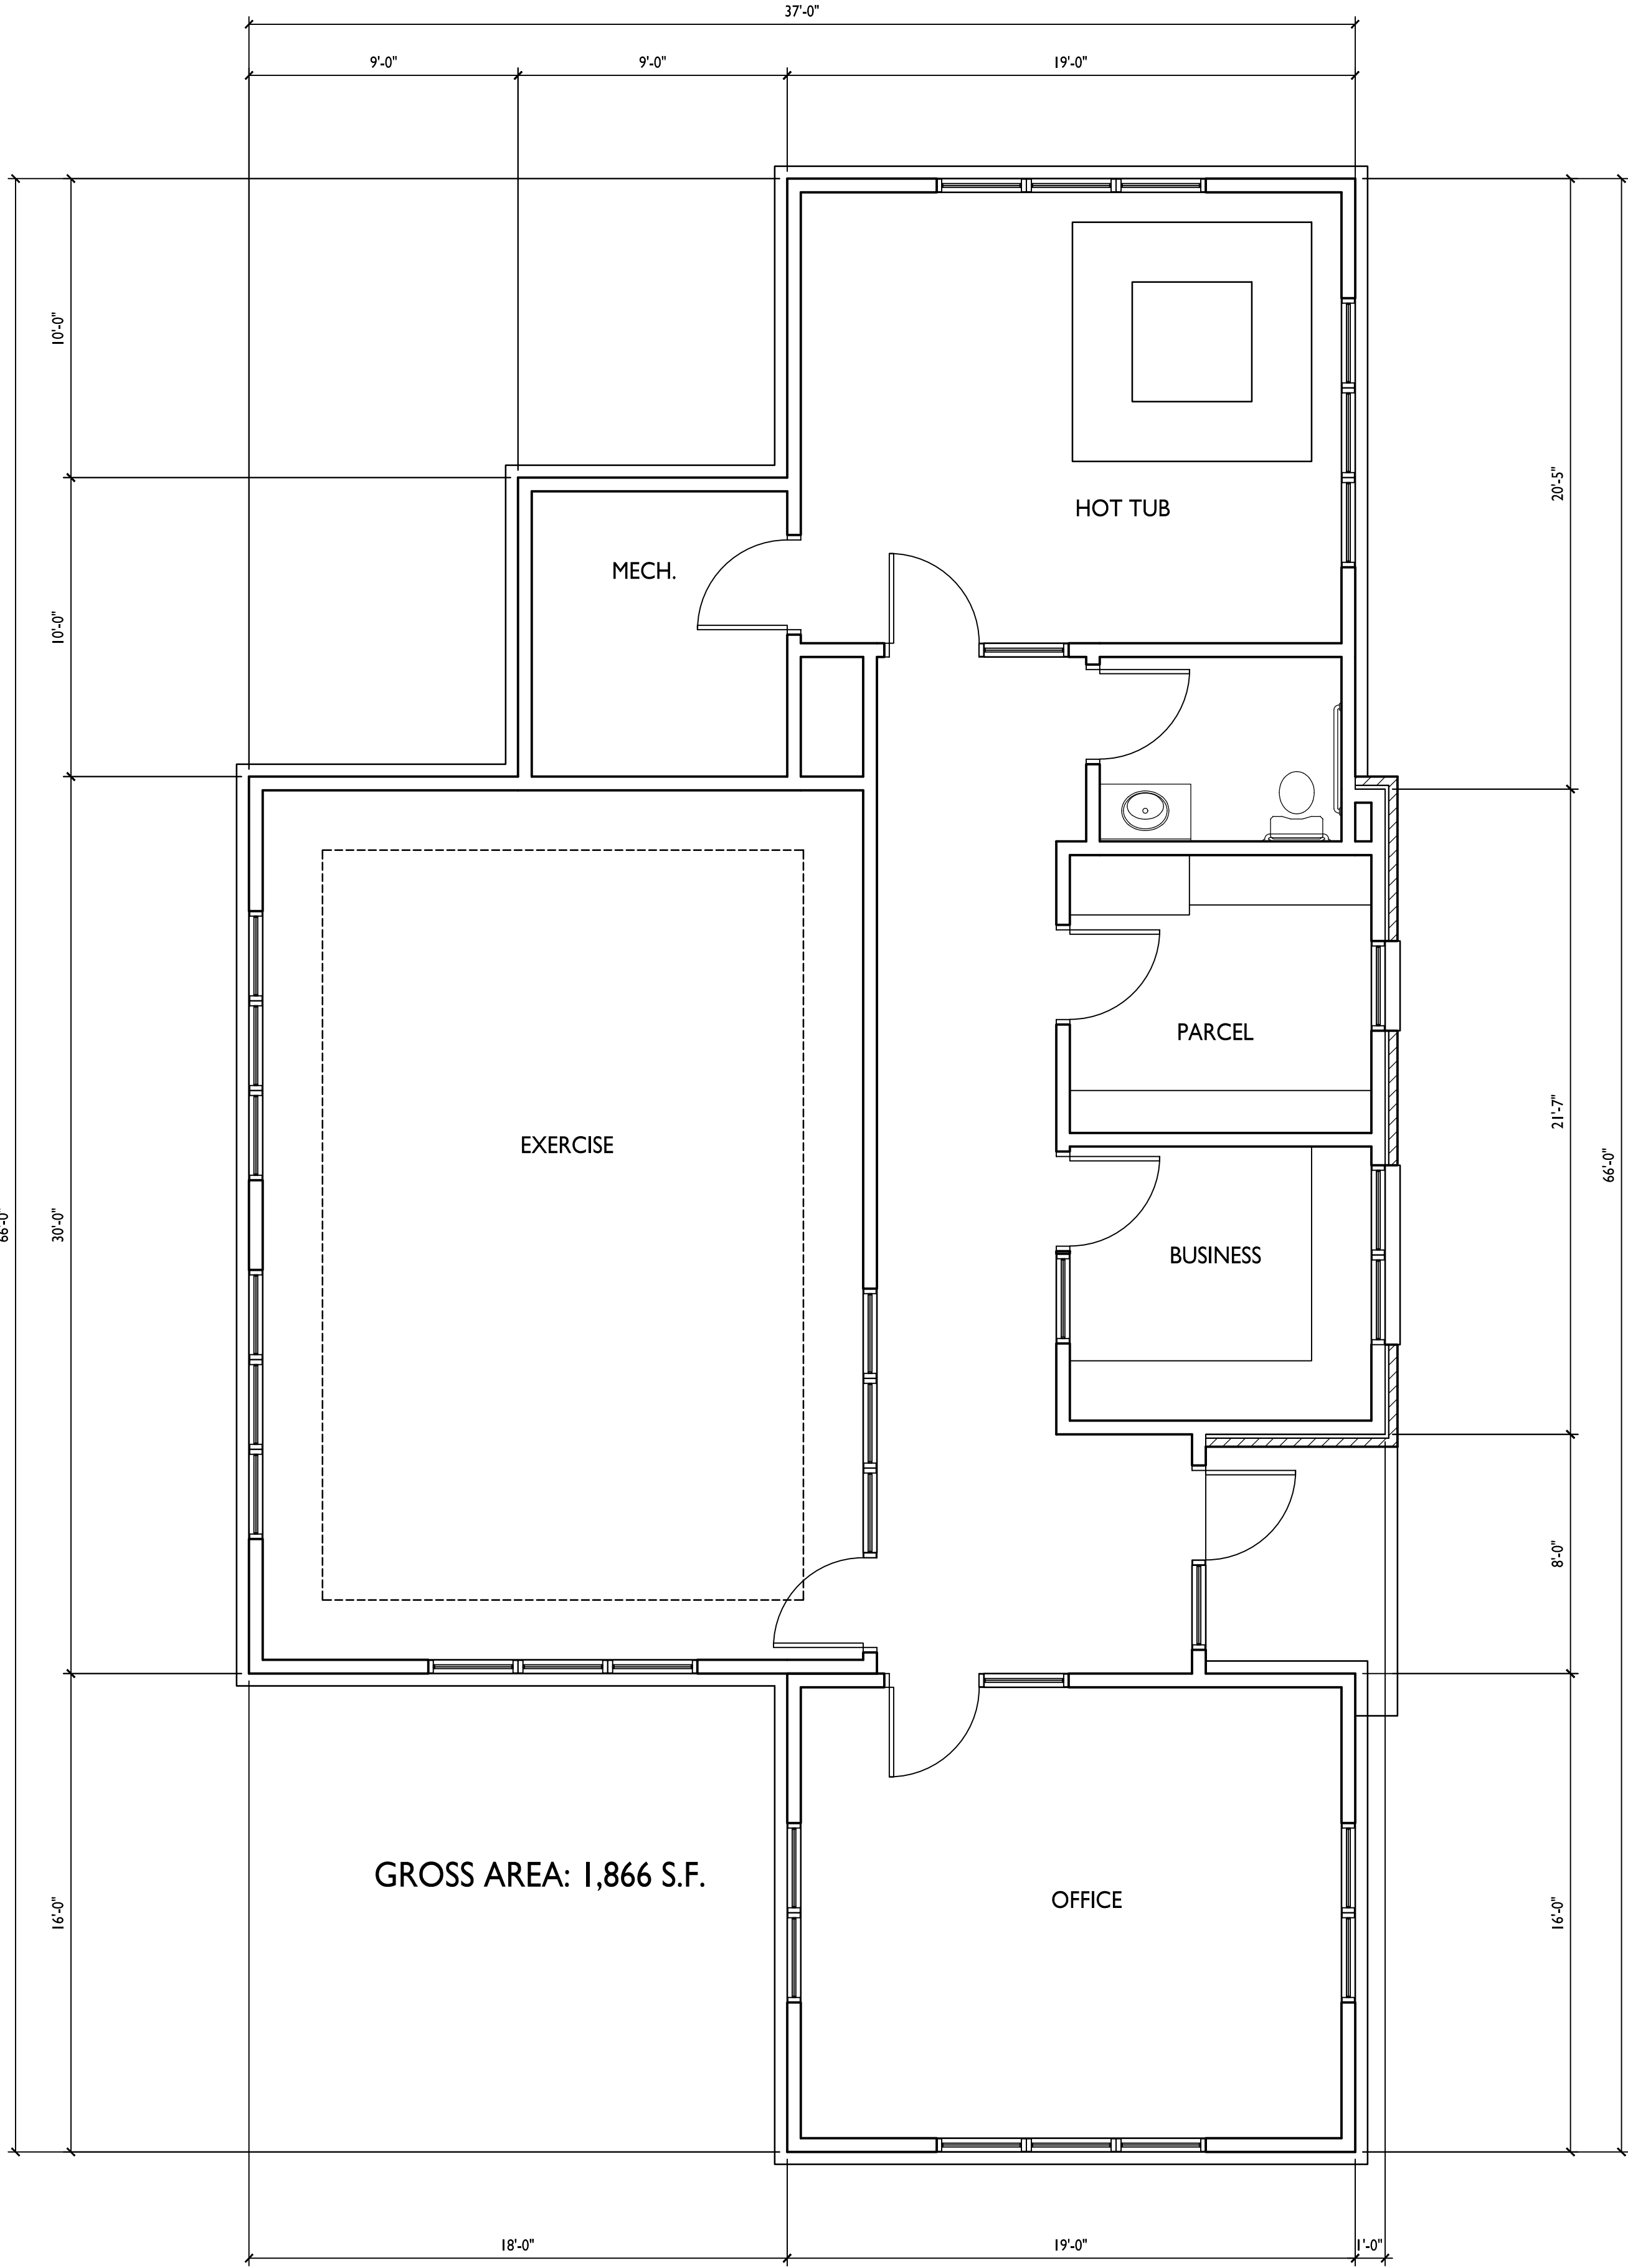 37'-0"
9'-0"
9'-0"
19'-0"
10'-0"
20'-5"
HOT TUB
MECH.
10'-0"
PARCEL
21'-7"
EXERCISE
66'-0"
66'-0"
30'-0"
BUSINESS
8'-0"
GROSS AREA: 1,866 S.F.
OFFICE
16'-0"
16'-0"
18'-0"
19'-0"
1'-0"